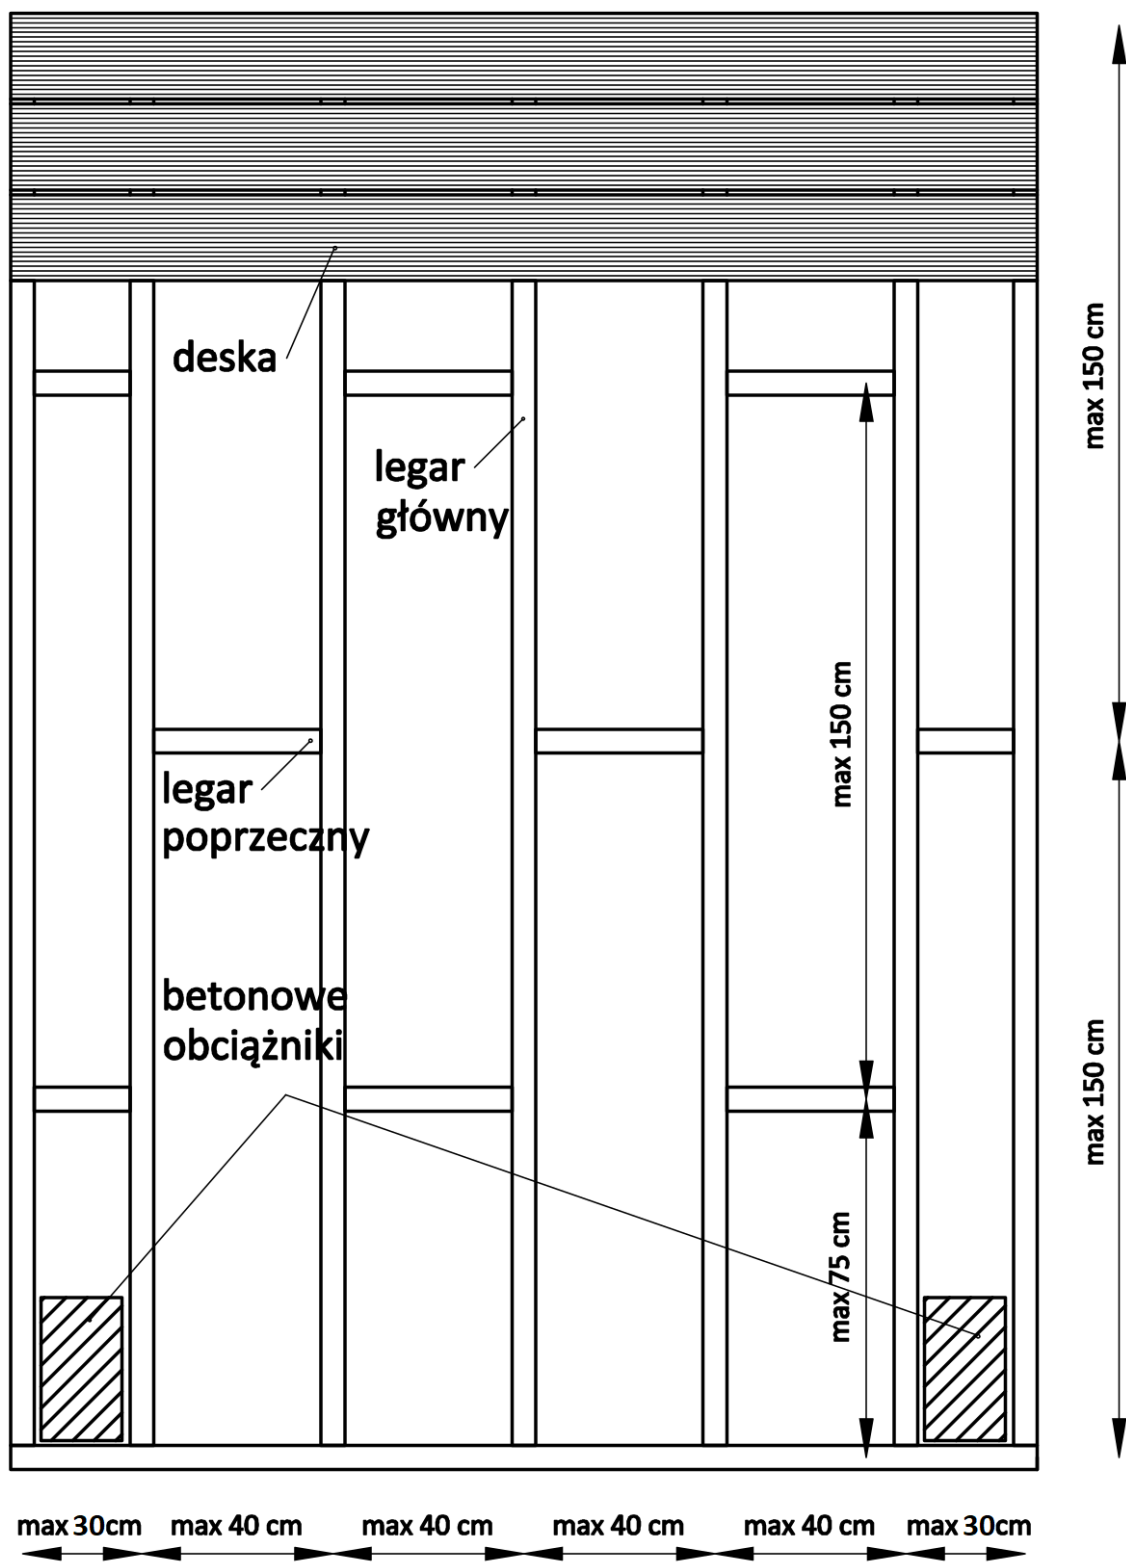 deska
max 150 cm
legar
główny
max 150 cm
legar
poprzeczny
betonowe
obciążniki
max 150 cm
max 75 cm
max 30cm
max 40 cm
max 40 cm
max 40 cm
max 40 cm
max 30cm